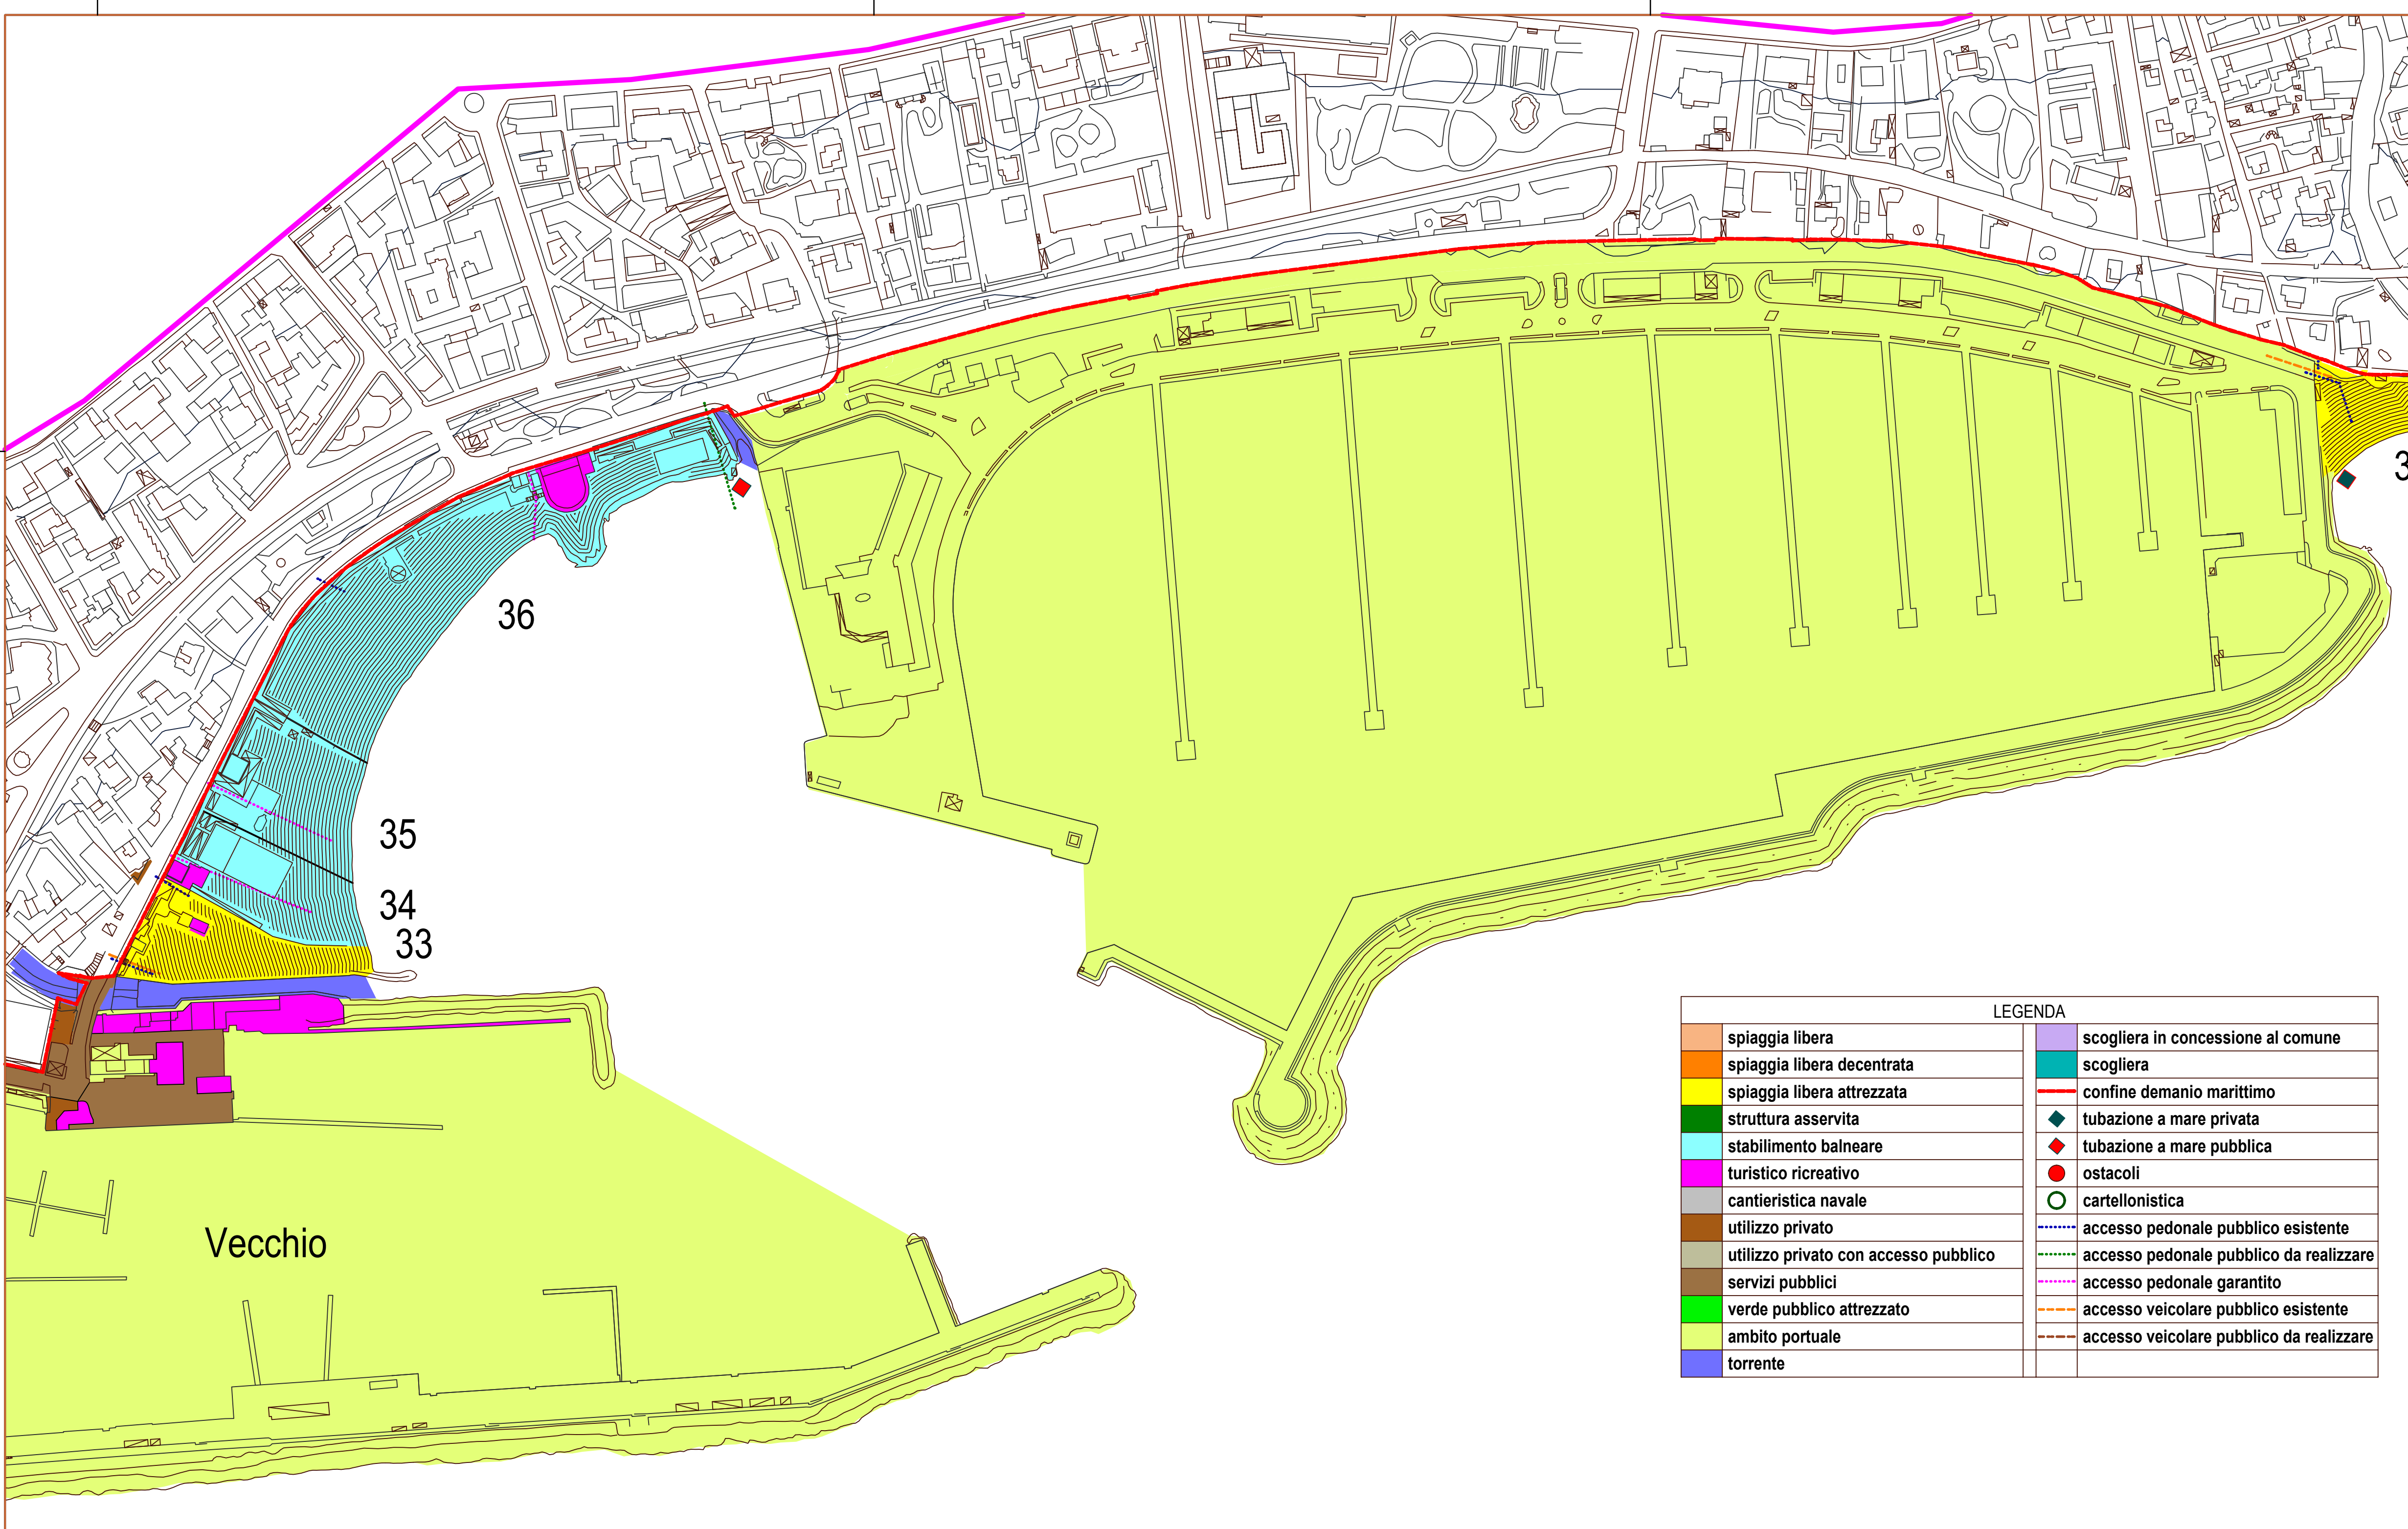 36
3
35
34
33
Vecchio
LEGENDA
spiaggia libera
spiaggia libera decentrata
spiaggia libera attrezzata
struttura asservita
stabilimento balneare
turistico ricreativo
cantieristica navale
utilizzo privato
utilizzo privato con accesso pubblico
servizi pubblici
verde pubblico attrezzato
ambito portuale
torrente
scogliera in concessione al comune
scogliera
confine demanio marittimo
tubazione a mare privata
tubazione a mare pubblica
ostacoli
cartellonistica
accesso pedonale pubblico esistente
accesso pedonale pubblico da realizzare
accesso pedonale garantito
accesso veicolare pubblico esistente
accesso veicolare pubblico da realizzare